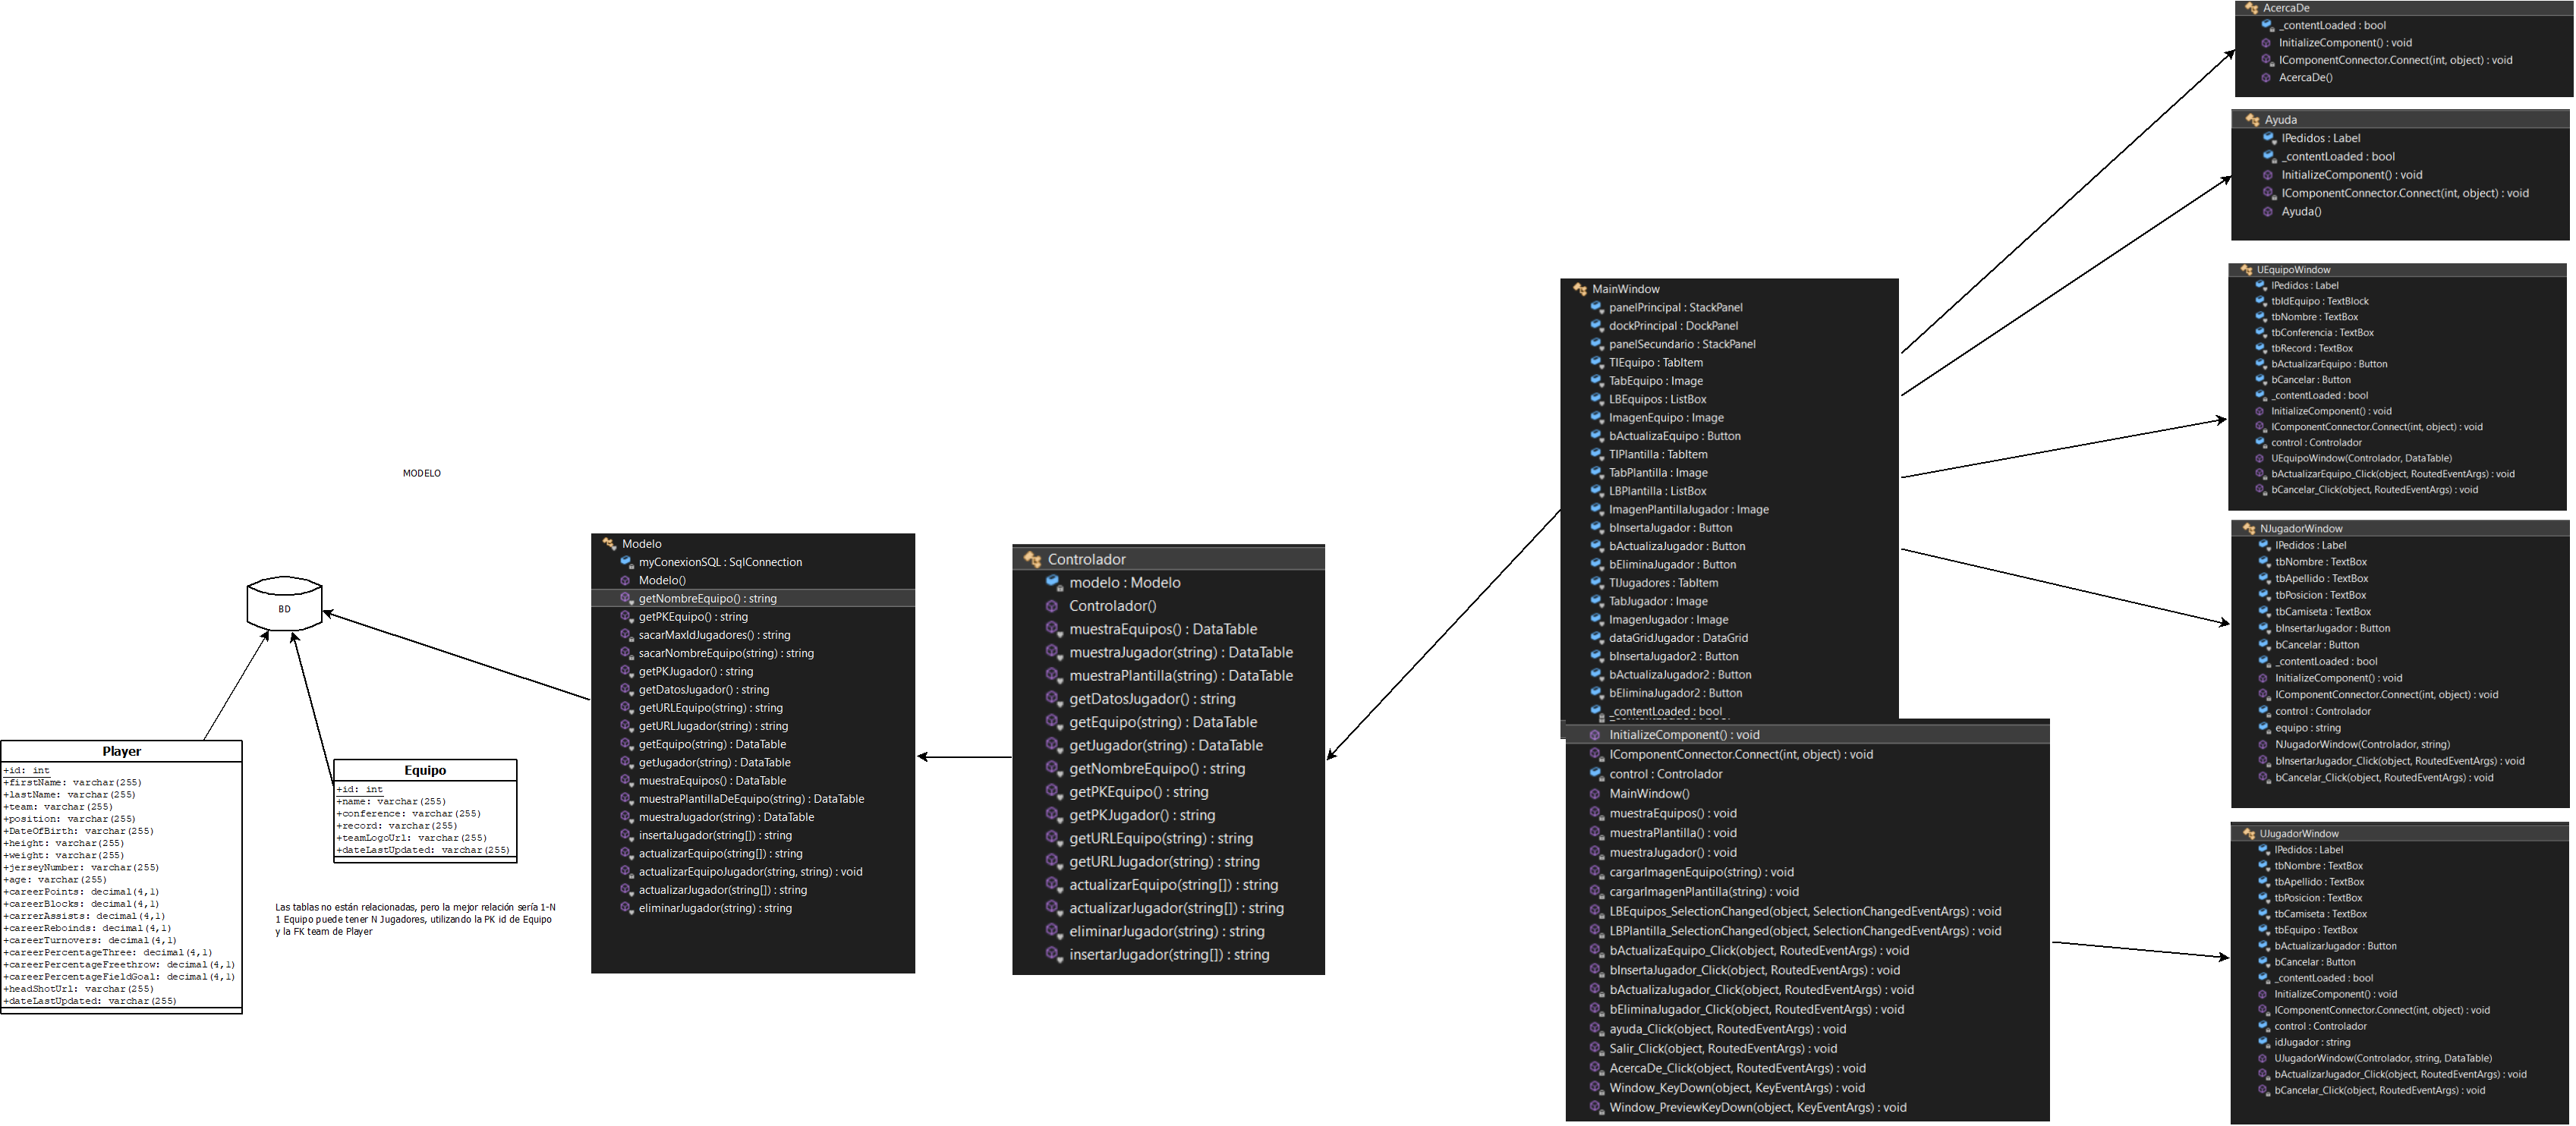 MODELO
BD
Player
+id: int
+firstName: varchar(255)
+lastName: varchar(255)
+team: varchar(255)
+position: varchar(255)
+DateOfBirth: varchar(255)
+height: varchar(255)
+weight: varchar(255)
+jerseyNumber: varchar(255)
+age: varchar(255)
+careerPoints: decimal(4,1)
+careerBlocks: decimal(4,1)
+carrerAssists: decimal(4,1)
+careerReboinds: decimal(4,1)
+careerTurnovers: decimal(4,1)
+careerPercentageThree: decimal(4,1)
+careerPercentageFreethrow: decimal(4,1)
+careerPercentageFieldGoal: decimal(4,1)
+headShotUrl: varchar(255)
+dateLastUpdated: varchar(255)
Equipo
+id: int
+name: varchar(255)
+conference: varchar(255)
+record: varchar(255)
+teamLogoUrl: varchar(255)
+dateLastUpdated: varchar(255)
Las tablas no están relacionadas, pero la mejor relación sería 1-N
1 Equipo puede tener N Jugadores, utilizando la PK id de Equipo
y la FK team de Player
Modelo
myConexionSQL : SqlConnection
Modelo()
getNombreEquipo() : string
getPKEquipo() : string
sacarMaxIdJugadores() : string
sacarNombreEquipo(string) : string
getPKJugador() : string
getDatosJugador() : string
getURLEquipo(string) : string
getURLJugador(string) : string
getEquipo(string) : DataTable
getJugador(string) : DataTable
muestraEquipos() : DataTable
muestraPlantillaDeEquipo(string) : DataTable
muestraJugador(string) : DataTable
insertaJugador(string[]) : string
actualizarEquipo(string[]) : string
actualizarEquipoJugador(string, string) : void
actualizarJugador(string[]) : string
eliminarJugador(string) : string
Controlador
modelo : Modelo
Controlador()
muestraEquipos() : DataTable
muestraJugador(string) : DataTable
muestraPlantilla(string) : DataTable
getDatosJugador() : string
getEquipo(string) : DataTable
getJugador(string) : DataTable
getNombreEquipo() : string
getPKEquipo() : string
getPKJugador() : string
getURLEquipo(string) : string
getURLJugador(string) : string
actualizarEquipo(string[]) : string
actualizarJugador(string[]) : string
eliminarJugador(string) : string
insertarJugador(string[]) : string
MainWindow
panelPrincipal : StackPanel
dockPrincipal : DockPanel
panelSecundario : StackPanel
TIEquipo : TabItem
TabEquipo : Image
LBEquipos : ListBox
ImagenEquipo : Image
bActualizaEquipo : Button
TIPlantilla : TabItem
TabPlantilla : Image
LBPlantilla : ListBox
ImagenPlantillaJugador : Image
bInsertaJugador : Button
bActualizaJugador : Button
bEliminaJugador : Button
TIJugadores : TabItem
TabJugador : Image
ImagenJugador : Image
dataGridJugador : DataGrid
bInsertaJugador2 : Button
bActualizaJugador2 : Button
bEliminaJugador2 : Button
_contentLoaded : bool
InitializeComponent() : void
IComponentConnector.Connect(int, object) : void
control : Controlador
MainWindow()
muestraEquipos() : void
muestraPlantilla() : void
muestraJugador() : void
cargarImagenEquipo(string) : void
cargarImagenPlantilla(string) : void
LBEquipos_SelectionChanged(object, SelectionChangedEventArgs) : void
LBPlantilla_SelectionChanged(object, SelectionChangedEventArgs) : void
bActualizaEquipo_Click(object, RoutedEventArgs) : void
bInsertaJugador_Click(object, RoutedEventArgs) : void
bActualizaJugador_Click(object, RoutedEventArgs) : void
bEliminaJugador_Click(object, RoutedEventArgs) : void
ayuda_Click(object, RoutedEventArgs) : void
Salir_Click(object, RoutedEventArgs) : void
AcercaDe_Click(object, RoutedEventArgs) : void
Window_KeyDown(object, KeyEventArgs) : void
Window_PreviewKeyDown(object, KeyEventArgs) : void
AcercaDe
_contentLoaded : bool
InitializeComponent() : void
IComponentConnector.Connect(int, object) : void
AcercaDe()
Ayuda
lPedidos : Label
_contentLoaded : bool
InitializeComponent() : void
IComponentConnector.Connect(int, object) : void
Ayuda()
UEquipoWindow
lPedidos : Label
tbIdEquipo : TextBlock
tbNombre : TextBox
tbConferencia : TextBox
tbRecord : TextBox
bActualizarEquipo : Button
bCancelar : Button
_contentLoaded : bool
InitializeComponent() : void
IComponentConnector.Connect(int, object) : void
control : Controlador
UEquipoWindow(Controlador, DataTable)
bActualizarEquipo_Click(object, RoutedEventArgs) : void
bCancelar_Click(object, RoutedEventArgs) : void
NJugadorWindow
lPedidos : Label
tbNombre : TextBox
tbApellido : TextBox
tbPosicion : TextBox
tbCamiseta : TextBox
bInsertarJugador : Button
bCancelar : Button
_contentLoaded : bool
InitializeComponent() : void
IComponentConnector.Connect(int, object) : void
control : Controlador
equipo : string
NJugadorWindow(Controlador, string)
bInsertarJugador_Click(object, RoutedEventArgs) : void
bCancelar_Click(object, RoutedEventArgs) : void
UJugadorWindow
lPedidos : Label
tbNombre : TextBox
tbApellido : TextBox
tbPosicion : TextBox
tbCamiseta : TextBox
tbEquipo : TextBox
bActualizarJugador : Button
bCancelar : Button
_contentLoaded : bool
InitializeComponent() : void
IComponentConnector.Connect(int, object) : void
control : Controlador
idJugador : string
UJugadorWindow(Controlador, string, DataTable)
bActualizarJugador_Click(object, RoutedEventArgs) : void
bCancelar_Click(object, RoutedEventArgs) : void